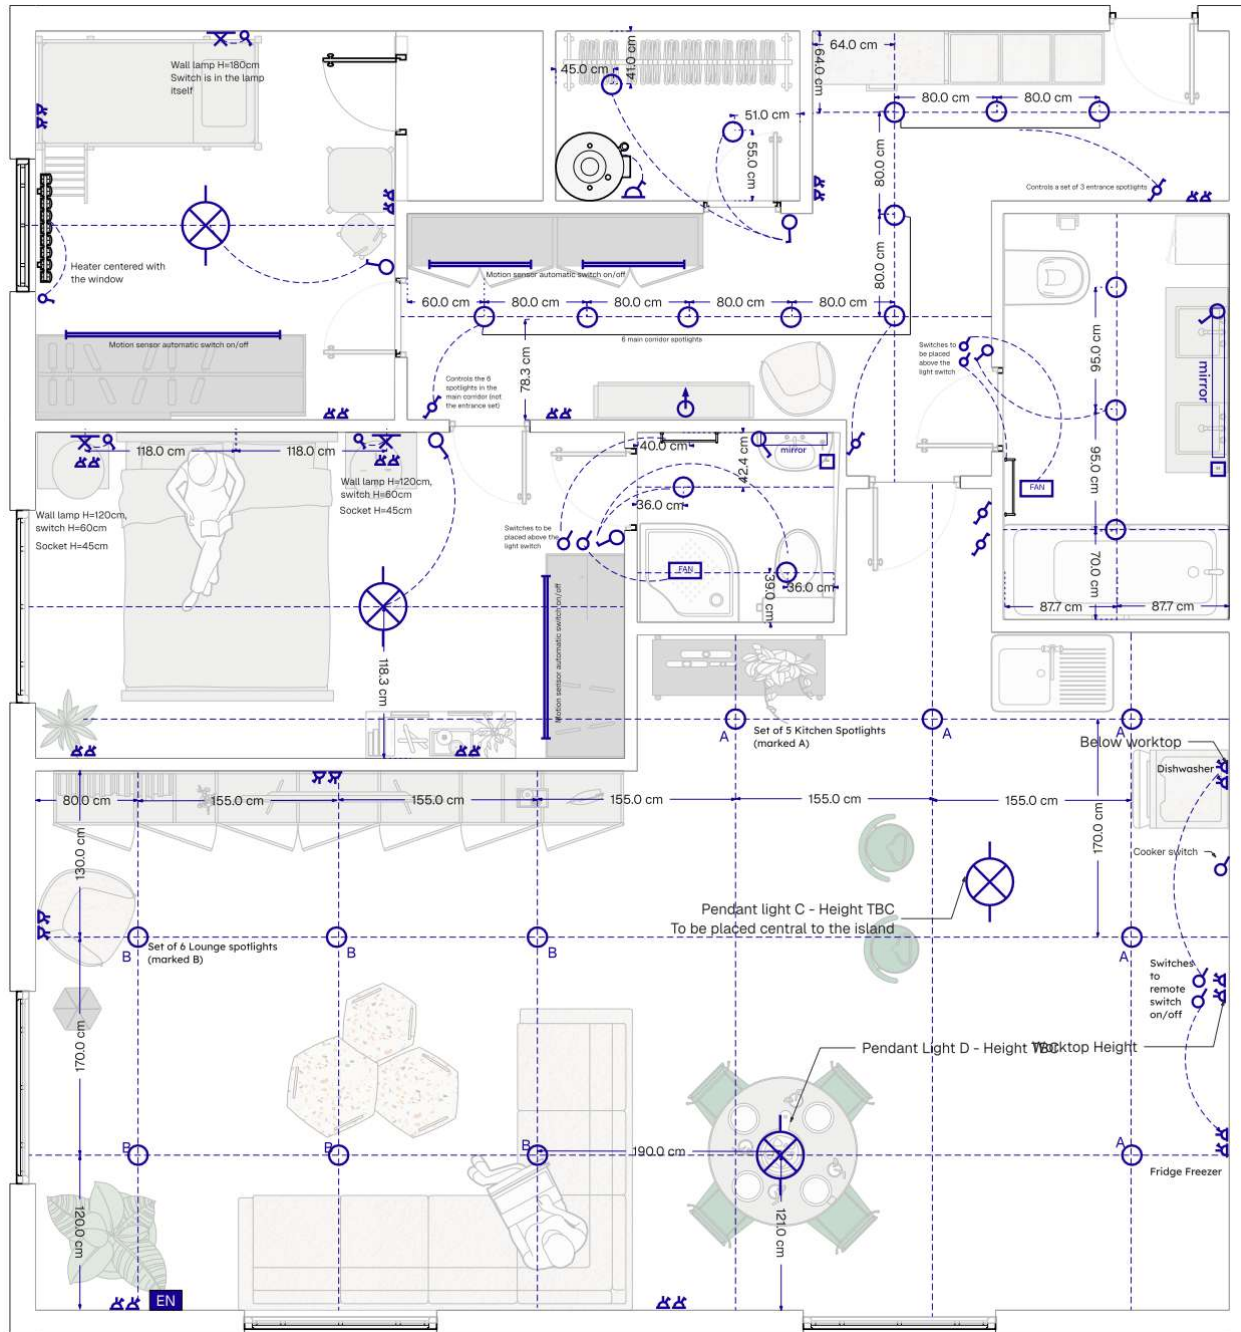 Wall lamp H=180cm
Switch is in the lamp
itself
45.0 cm
41.0 cm
64.0 cm
64.0 cm
80.0 cm
80.0 cm
51.0 cm
55.0 cm
80.0 cm
Controls a set of 3 entrance spotlights
Heater centered with
the window
Motion sensor automatic switch on/off
80.0 cm
60.0 cm
80.0 cm
80.0 cm
80.0 cm
80.0 cm
6 main corridor spotlights
Motion sensor automatic switch on/off
78.3 cm
Controls the 6
spotlights in the
main corridor (not
the entrance set)
Switches to
be placed
above the
light switch
95.0 cm
mirror
95.0 cm
FAN
70.0 cm
87.7 cm
87.7 cm
118.0 cm
118.0 cm
Wall lamp H=120cm,
switch H=60cm
Socket H=45cm
Wall lamp H=120cm,
switch H=60cm
Socket H=45cm
40.0 cm
42.4 cm
mirror
36.0 cm
Switches to be
placed above the
light switch
FAN
39.0 cm
36.0 cm
Motion sensor automatic switch on/off
118.3 cm
A
Set of 5 Kitchen Spotlights
(marked A)
A
A
Below worktop
Dishwasher
80.0 cm
155.0 cm
155.0 cm
155.0 cm
155.0 cm
155.0 cm
130.0 cm
170.0 cm
Cooker switch
Pendant light C - Height TBC
To be placed central to the island
B
Set of 6 Lounge spotlights
(marked B)
B
B
A
Switches
to
remote
switch
on/off
170.0 cm
Pendant Light D - Height TBC
Worktop Height
B
B
B
190.0 cm
A
Fridge Freezer
120.0 cm
121.0 cm
EN